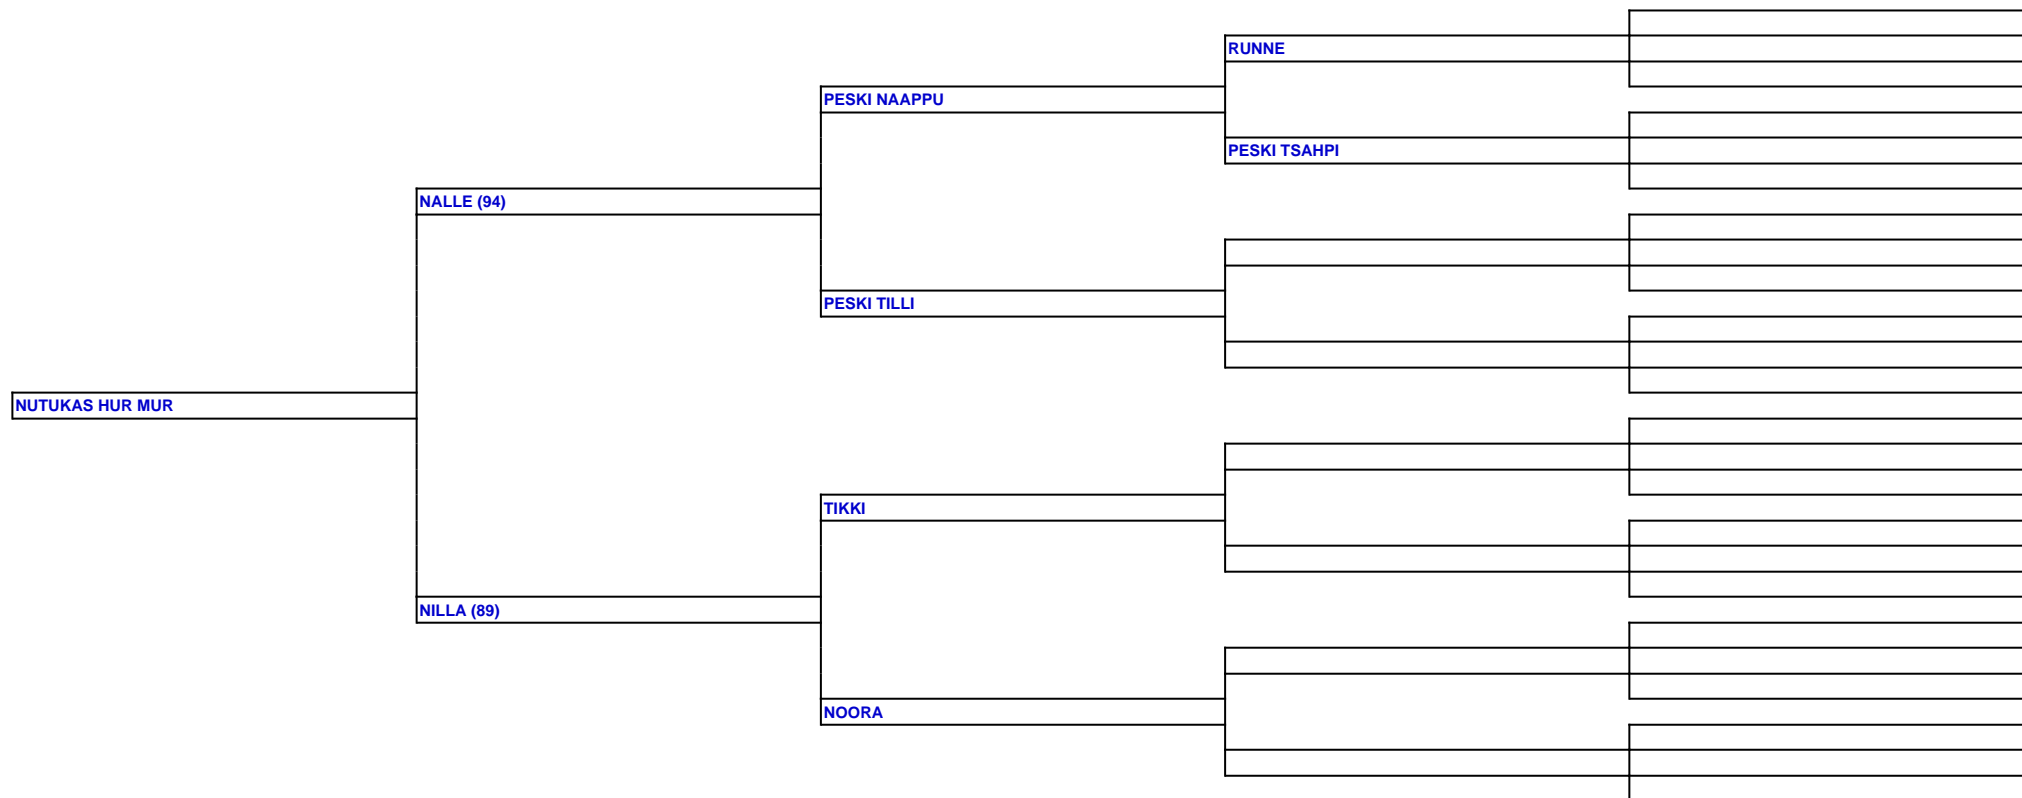 RUNNE
PESKI NAAPPU
PESKI TSAHPI
NALLE (94)
PESKI TILLI
NUTUKAS HUR MUR
TIKKI
NILLA (89)
NOORA